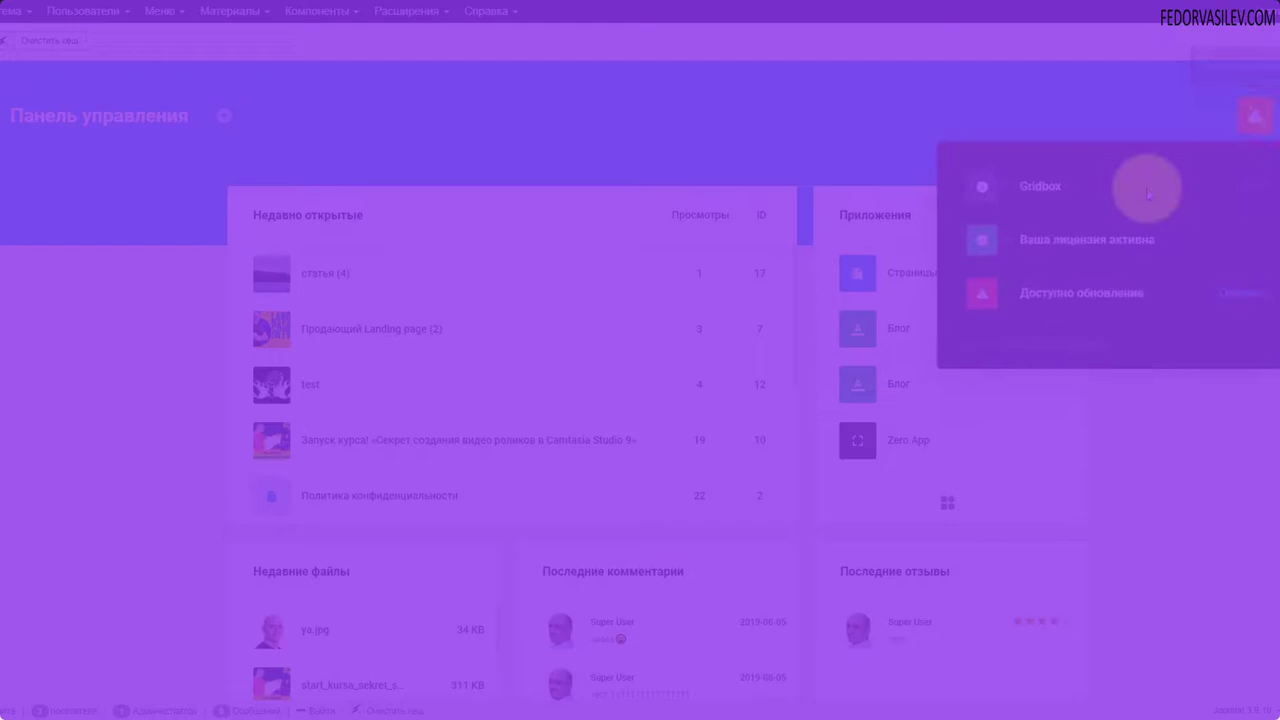 Пользователи Меню Материалы Компоненты Расширения Справка
FEDORVASILEV.COM
Очистить кеш
Панель управления
Недавно открытые Просмотры ID
статья (4) 1 17
Продающий Landing page (2) 3 7
test 4 12
Запуск курса! «Секрет создания видео роликов в Camtasia Studio 9» 19 10
Политика конфиденциальности 22 2
Приложения
Страницы
Блог
Блог
Zero App
Gridbox
Ваша лицензия активна
Доступно обновление
Недавние файлы
ya.jpg 34 KB
start_kursa_sekret_s... 311 KB
Последние комментарии
Super User 2019-08-05
Super User 2019-08-05
Последние отзывы
Super User
Администратор Сообщений Выйти Очистить кеш